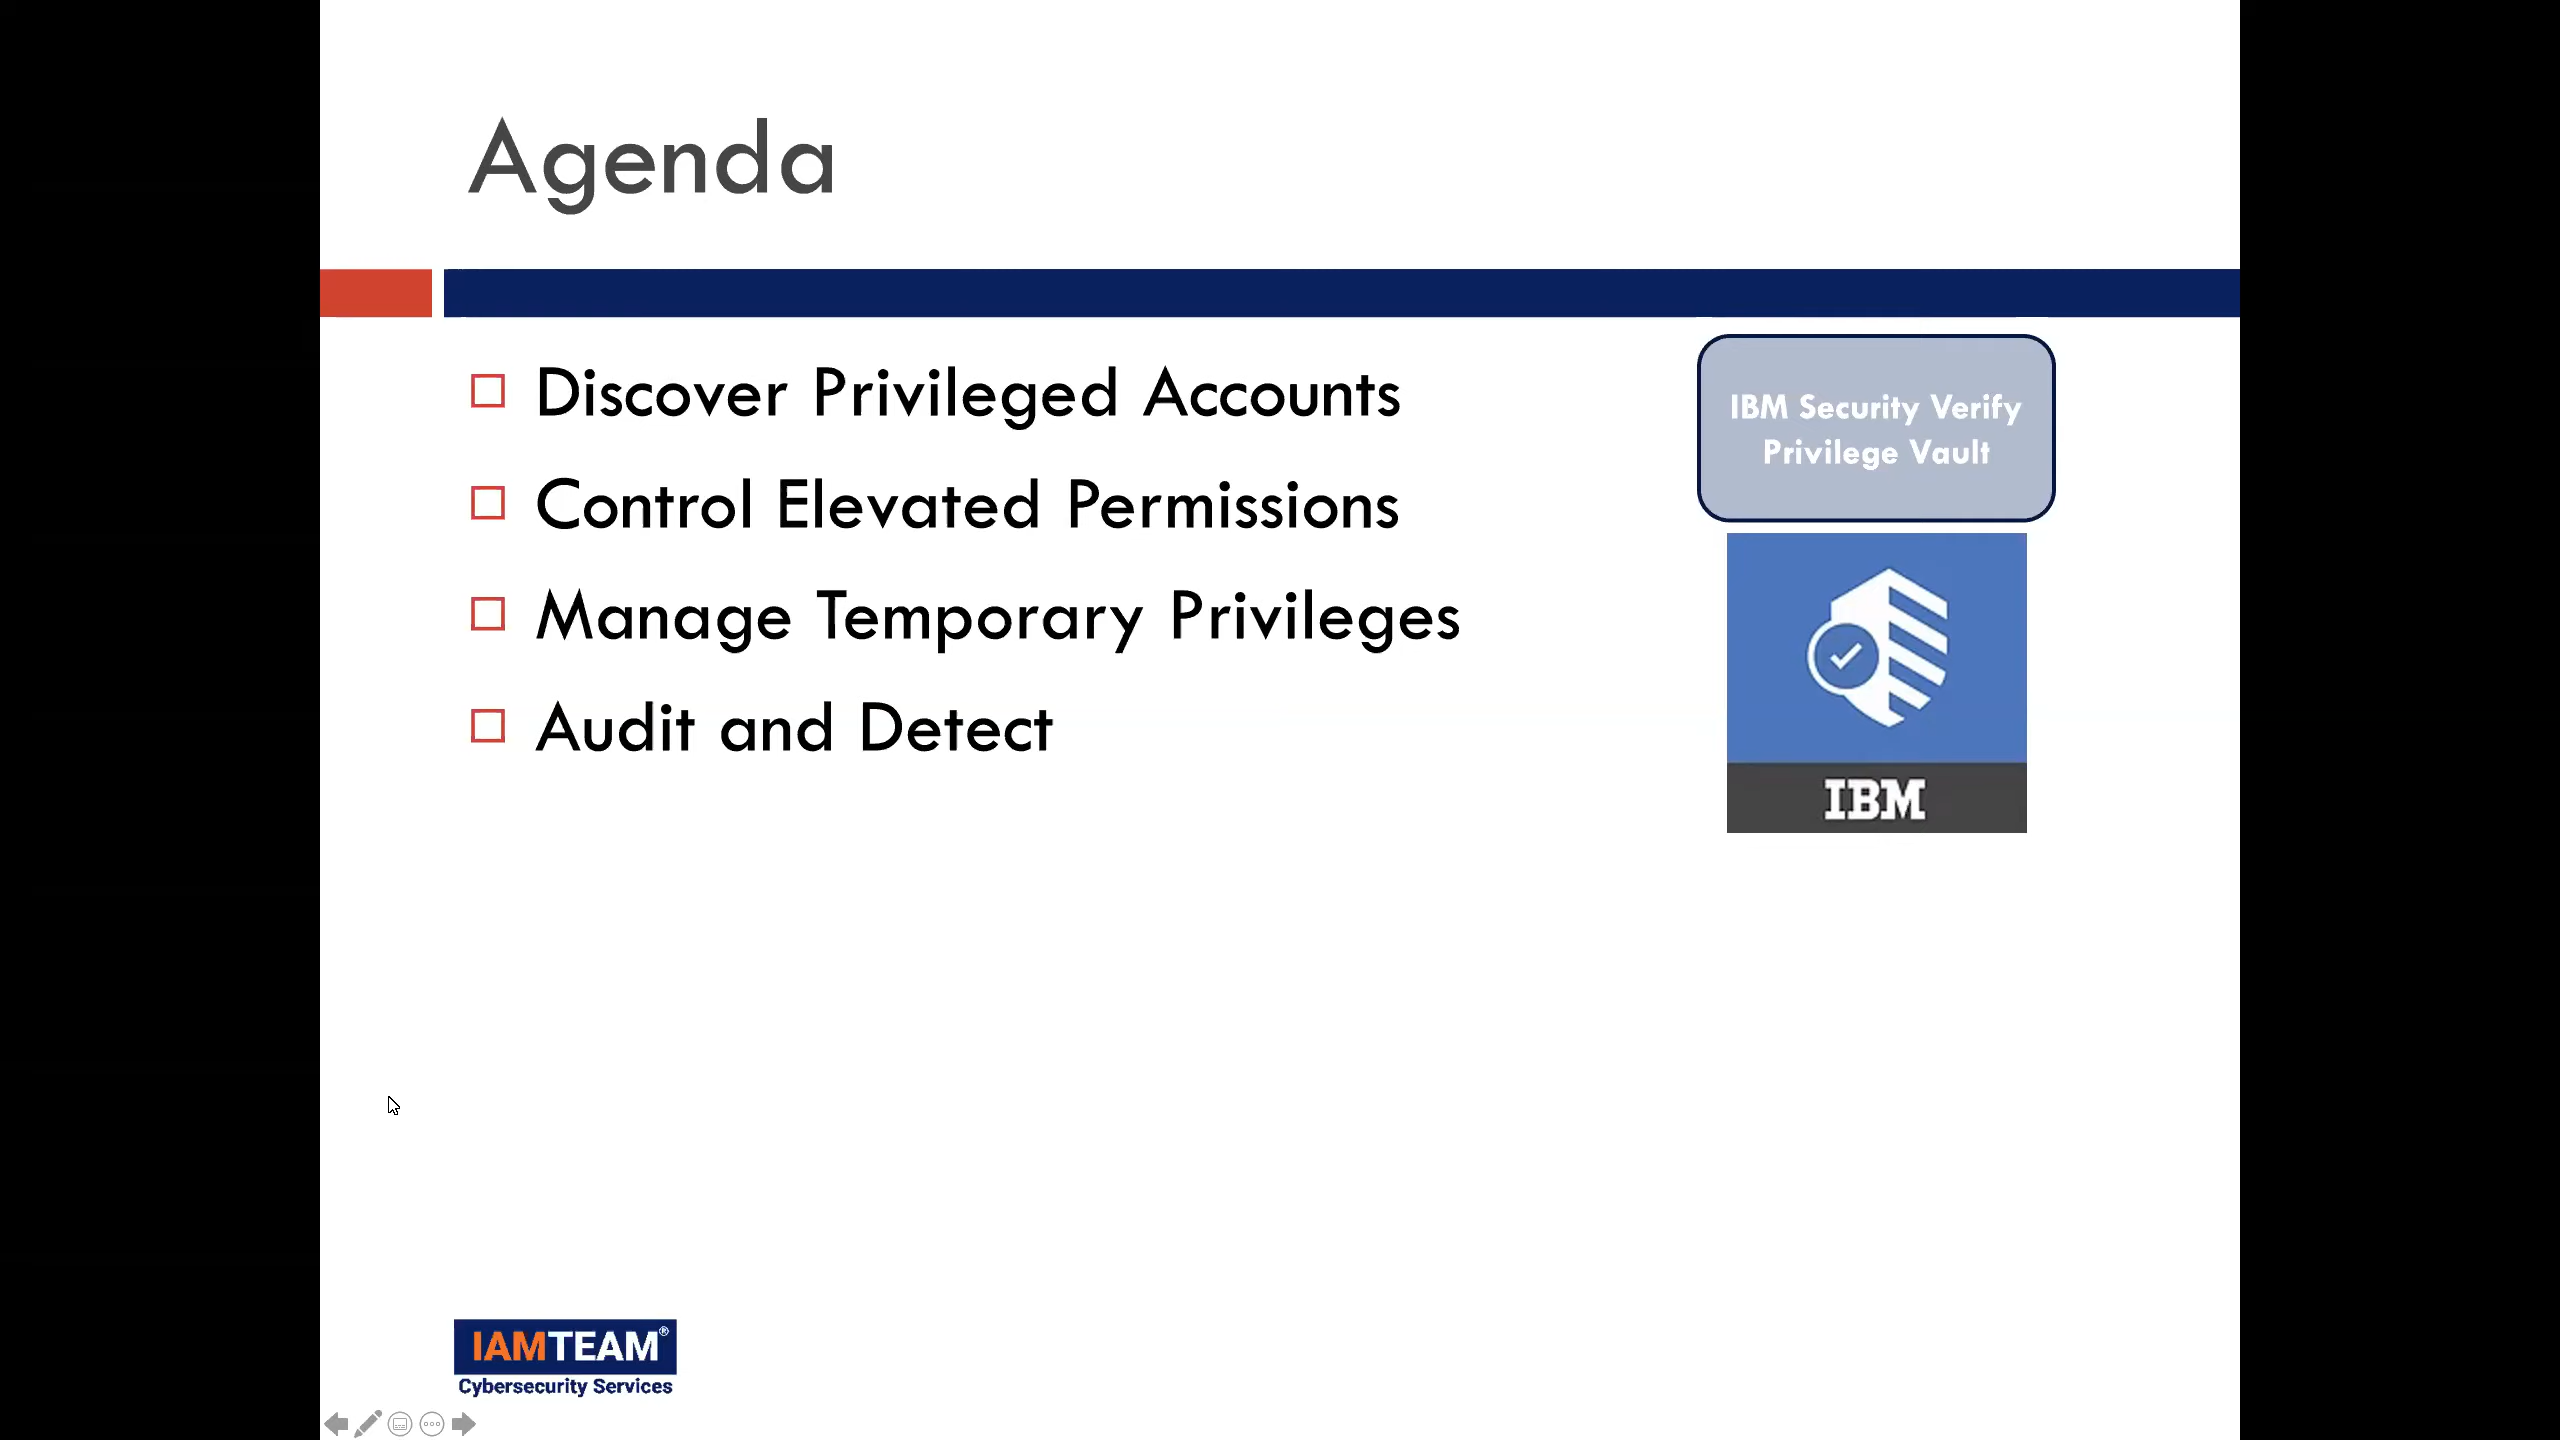 Agenda
Discover Privileged Accounts
Control Elevated Permissions
Manage Temporary Privileges
Audit and Detect
IBM Security Verify
Privilege Vault
IBM
IAMTEAM®
Cybersecurity Services